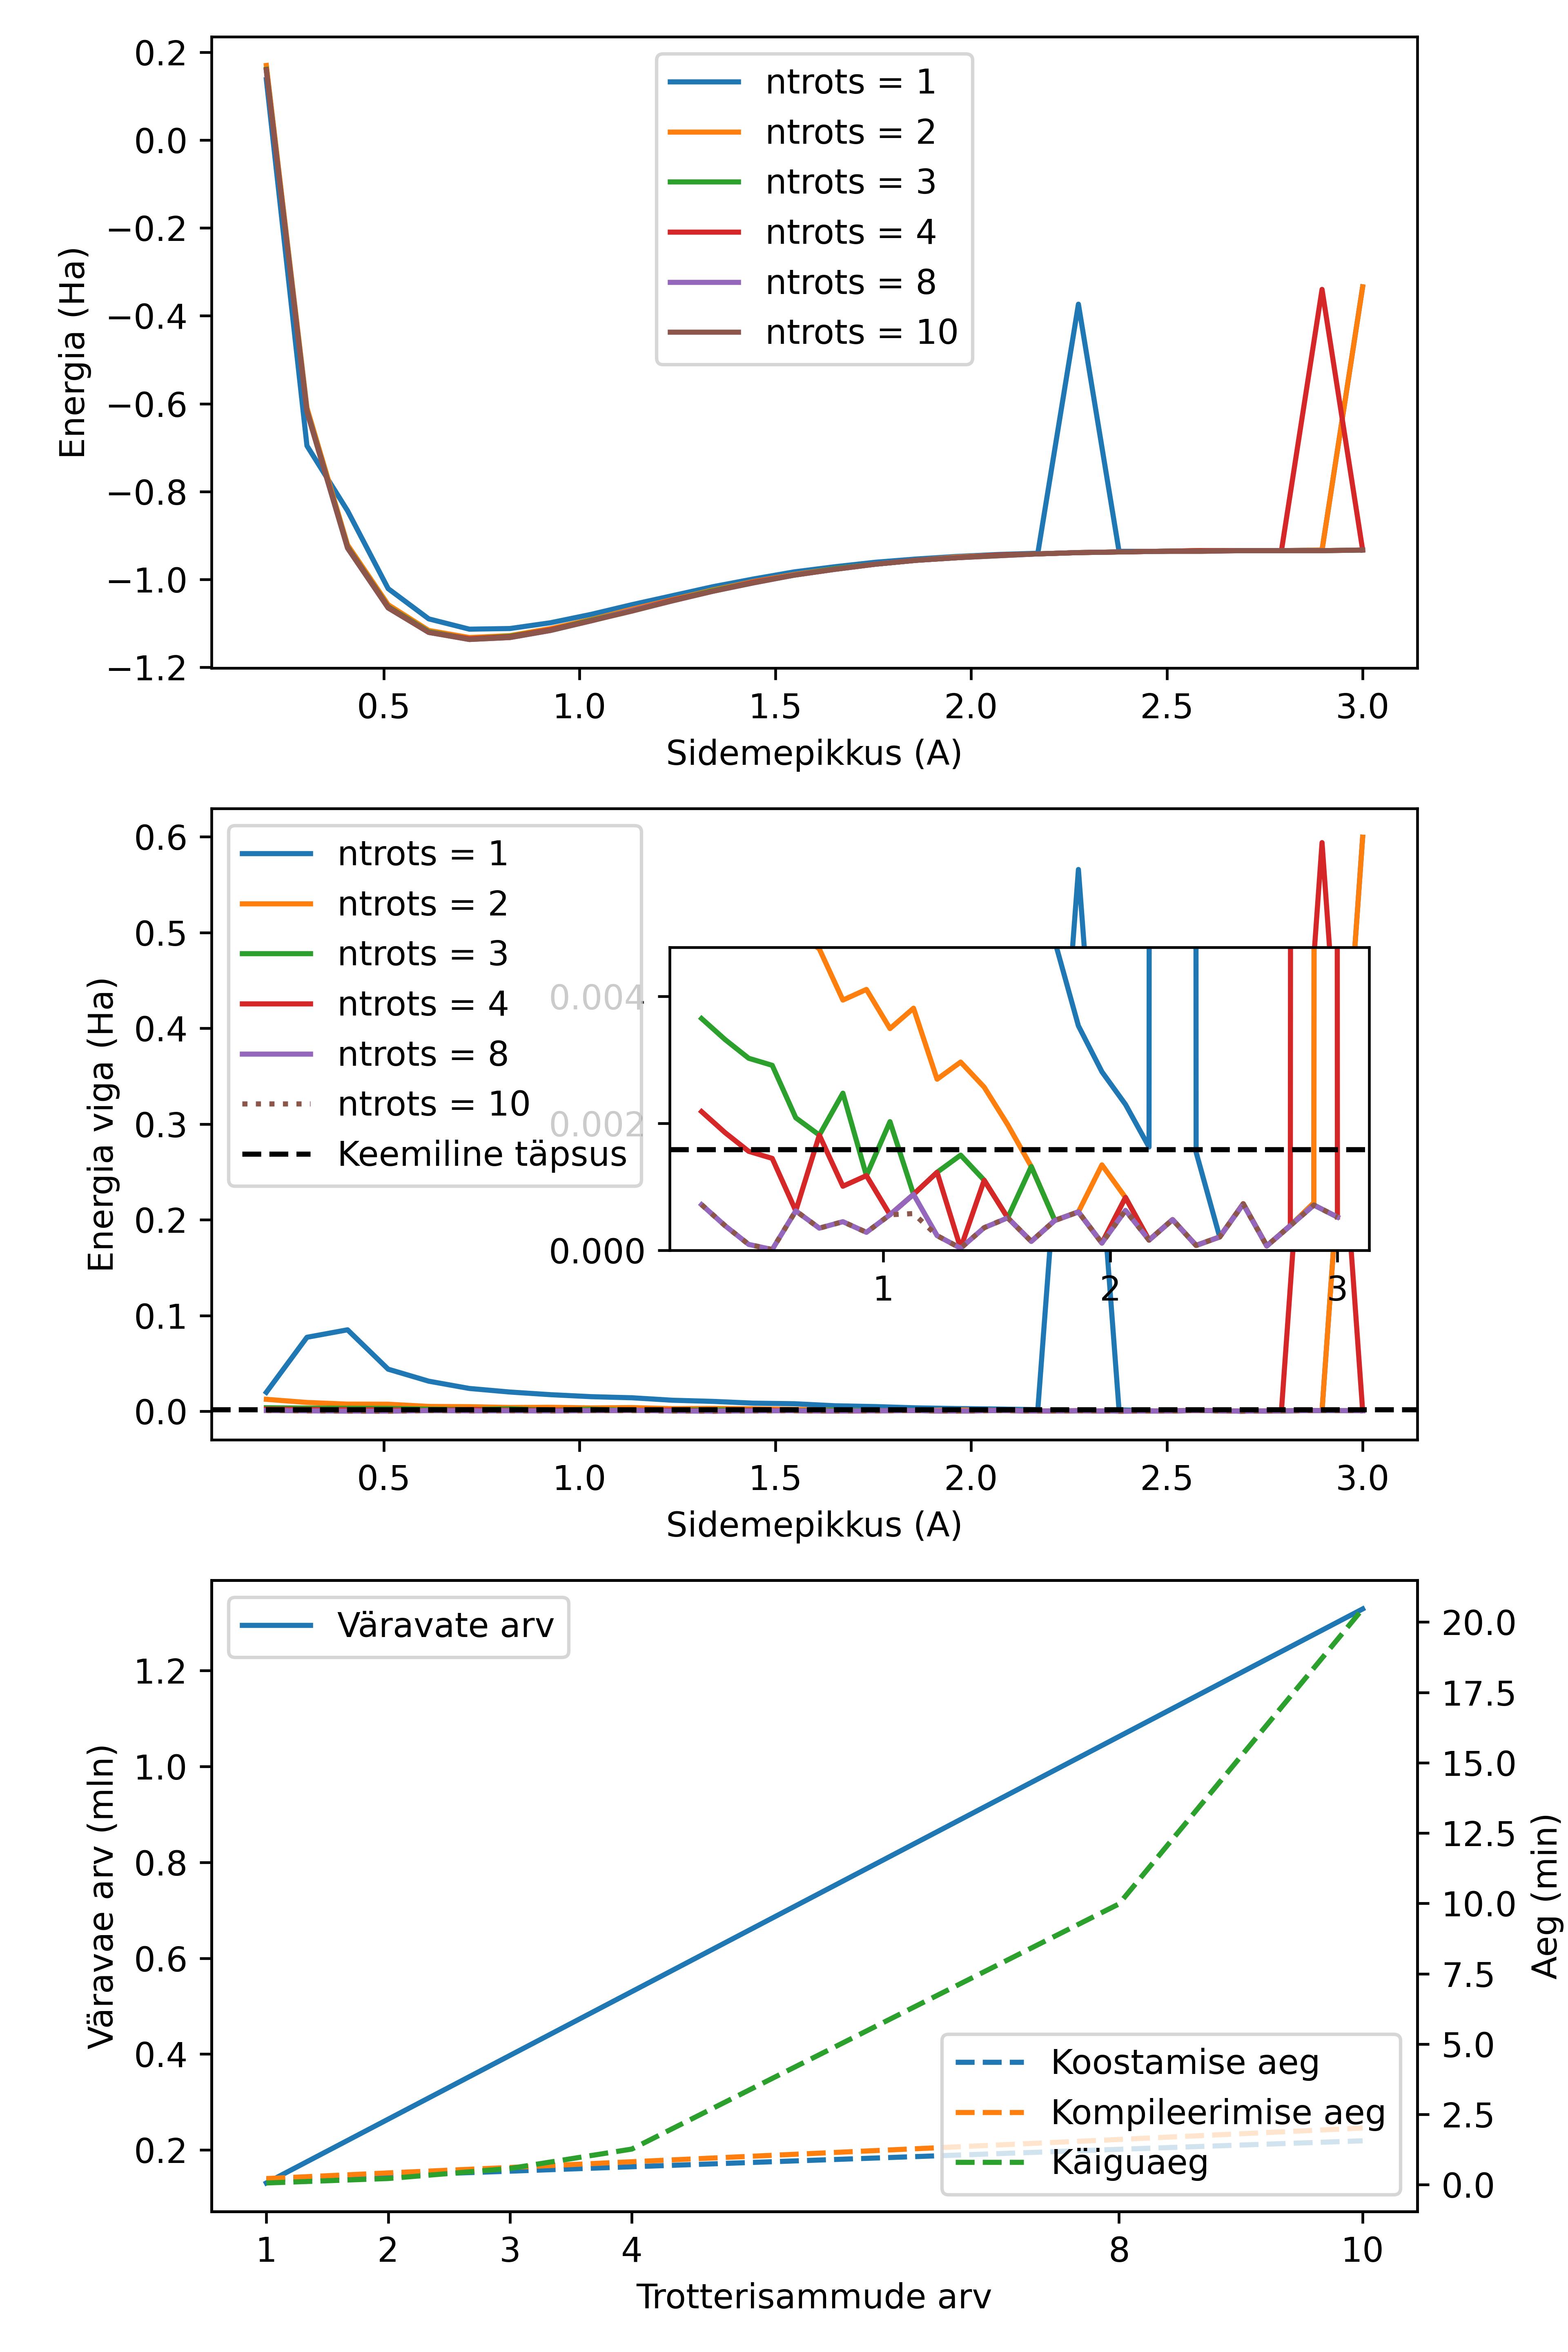 0.2
0.0
−0.2
−0.4
−0.6
−0.8
−1.0
−1.2
Energia (Ha)
ntrots = 1
ntrots = 2
ntrots = 3
ntrots = 4
ntrots = 8
ntrots = 10
0.5 1.0 1.5 2.0 2.5 3.0
Sidemepikkus (A)
0.6
0.5
0.4
0.3
0.2
0.1
0.0
Energia viga (Ha)
ntrots = 1
ntrots = 2
ntrots = 3
ntrots = 4
ntrots = 8
ntrots = 10
Keemiline täpsus
0.004
0.002
0.000
1 2 3
0.5 1.0 1.5 2.0 2.5 3.0
Sidemepikkus (A)
Väravate arv
1.2
1.0
0.8
0.6
0.4
0.2
Väravae arv (mln)
20.0
17.5
15.0
12.5
10.0
7.5
5.0
2.5
0.0
Aeg (min)
Koostamise aeg
Kompileerimise aeg
Käiguaeg
1 2 3 4 8 10
Trotterisammude arv